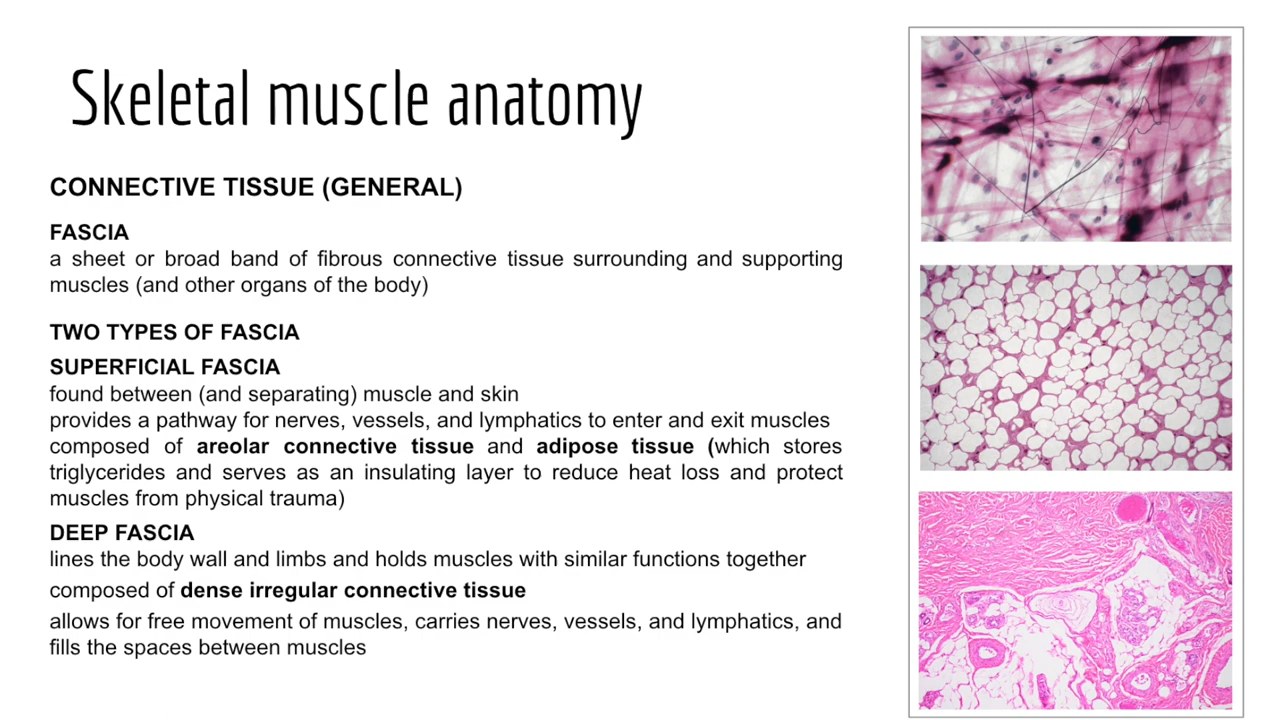 Skeletal muscle anatomy
CONNECTIVE TISSUE (GENERAL)
FASCIA
a sheet or broad band of fibrous connective tissue surrounding and supporting
muscles (and other organs of the body)
TWO TYPES OF FASCIA
SUPERFICIAL FASCIA
found between (and separating) muscle and skin
provides a pathway for nerves, vessels, and lymphatics to enter and exit muscles
composed of areolar connective tissue and adipose tissue (which stores
triglycerides and serves as an insulating layer to reduce heat loss and protect
muscles from physical trauma)
DEEP FASCIA
lines the body wall and limbs and holds muscles with similar functions together
composed of dense irregular connective tissue
allows for free movement of muscles, carries nerves, vessels, and lymphatics, and
fills the spaces between muscles